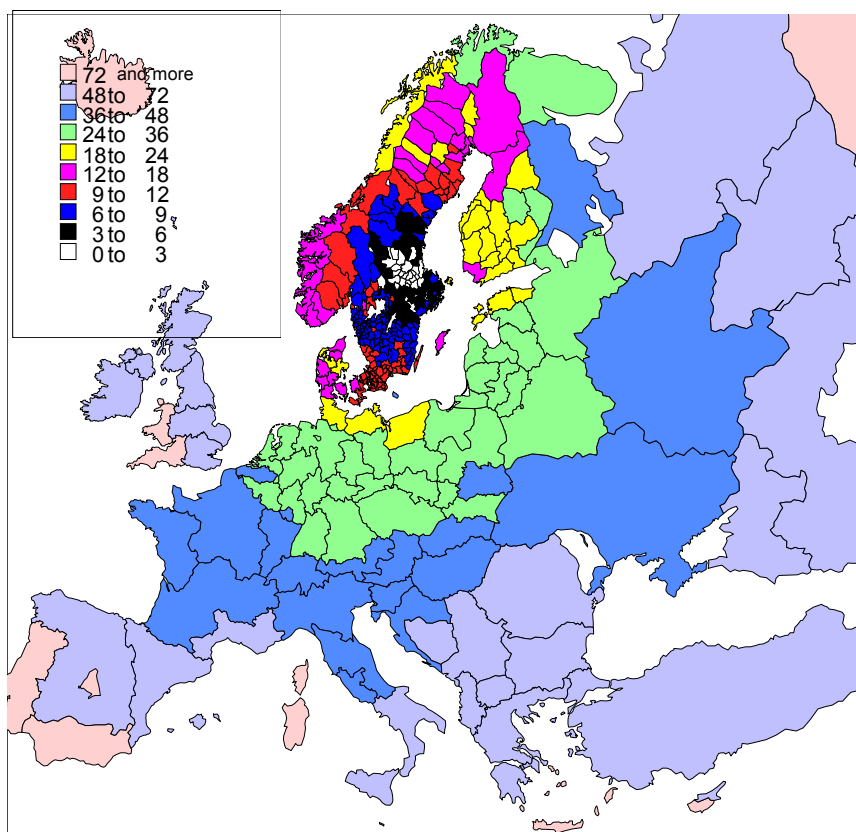 72 and more
48 to 72
36 to 48
24 to 36
18 to 24
12 to 18
9 to 12
6 to 9
3 to 6
0 to 3